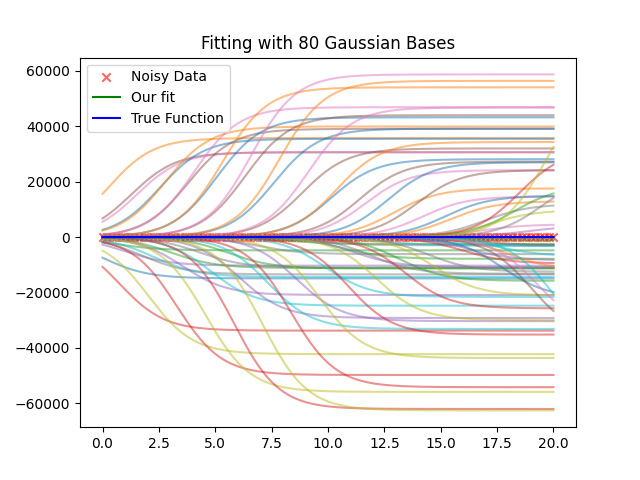 Fitting with 80 Gaussian Bases
60000
40000
20000
0
−20000
−40000
−60000
Noisy Data
Our fit
True Function
0.0 2.5 5.0 7.5 10.0 12.5 15.0 17.5 20.0